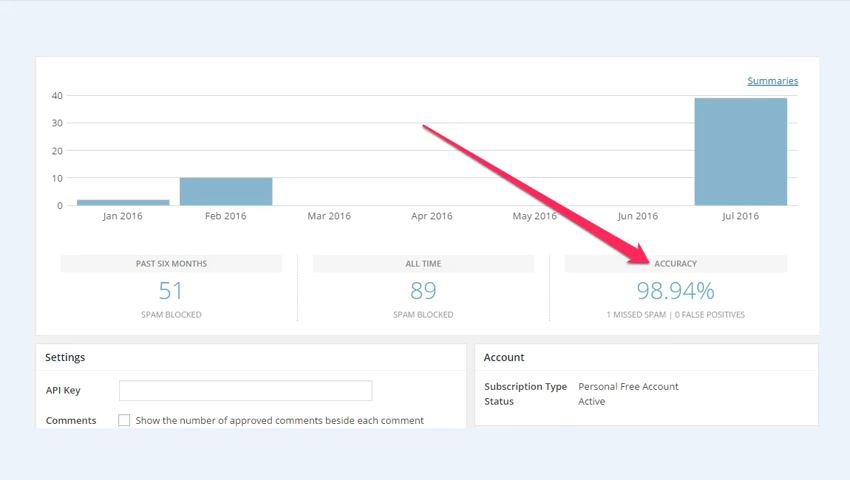 Summaries
40
30
20
10
0
Jan 2016 Feb 2016 Mar 2016 Apr 2016 May 2016 Jun 2016 Jul 2016
PAST SIX MONTHS ALL TIME ACCURACY
51 89 98.94%
SPAM BLOCKED SPAM BLOCKED 1 MISSED SPAM | 0 FALSE POSITIVES
Settings
API Key
Comments Show the number of approved comments beside each comment
Account
Subscription Type Personal Free Account
Status Active